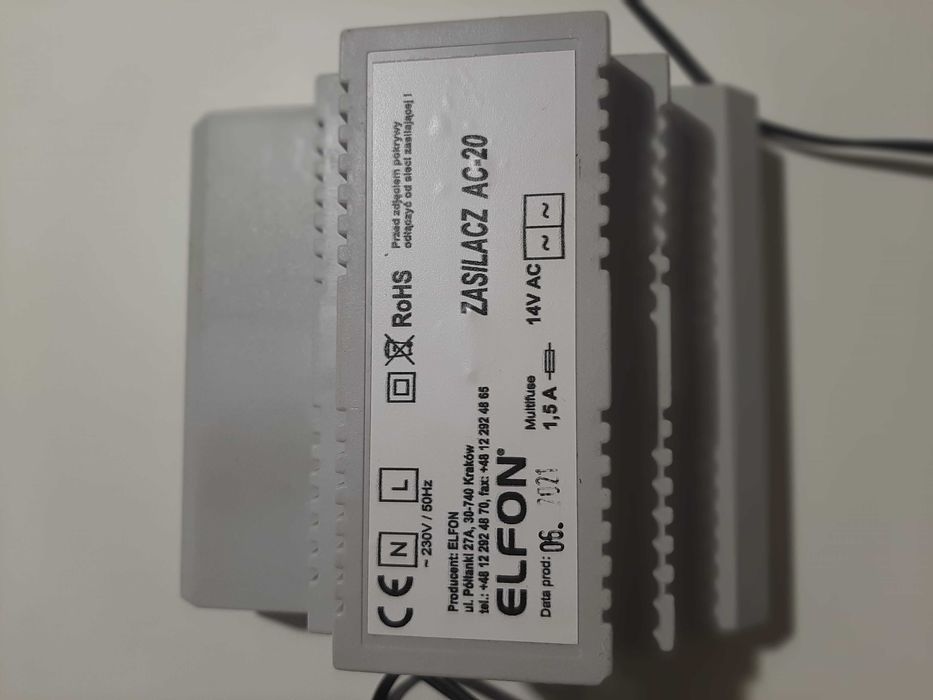 CE N L
~ 230V / 50Hz
RoHS
Przed zdjęciem pokrywy
odłączyć od sieci zasilającej !
Producent: ELFON
ul. Półłanki 27A, 30-740 Kraków
tel.: +48 12 292 48 70, fax: +48 12 292 48 65
ELFON®
ZASILACZ AC-20
Data prod: 06. 2021
Multifuse
1,5 A
14V AC
~ ~